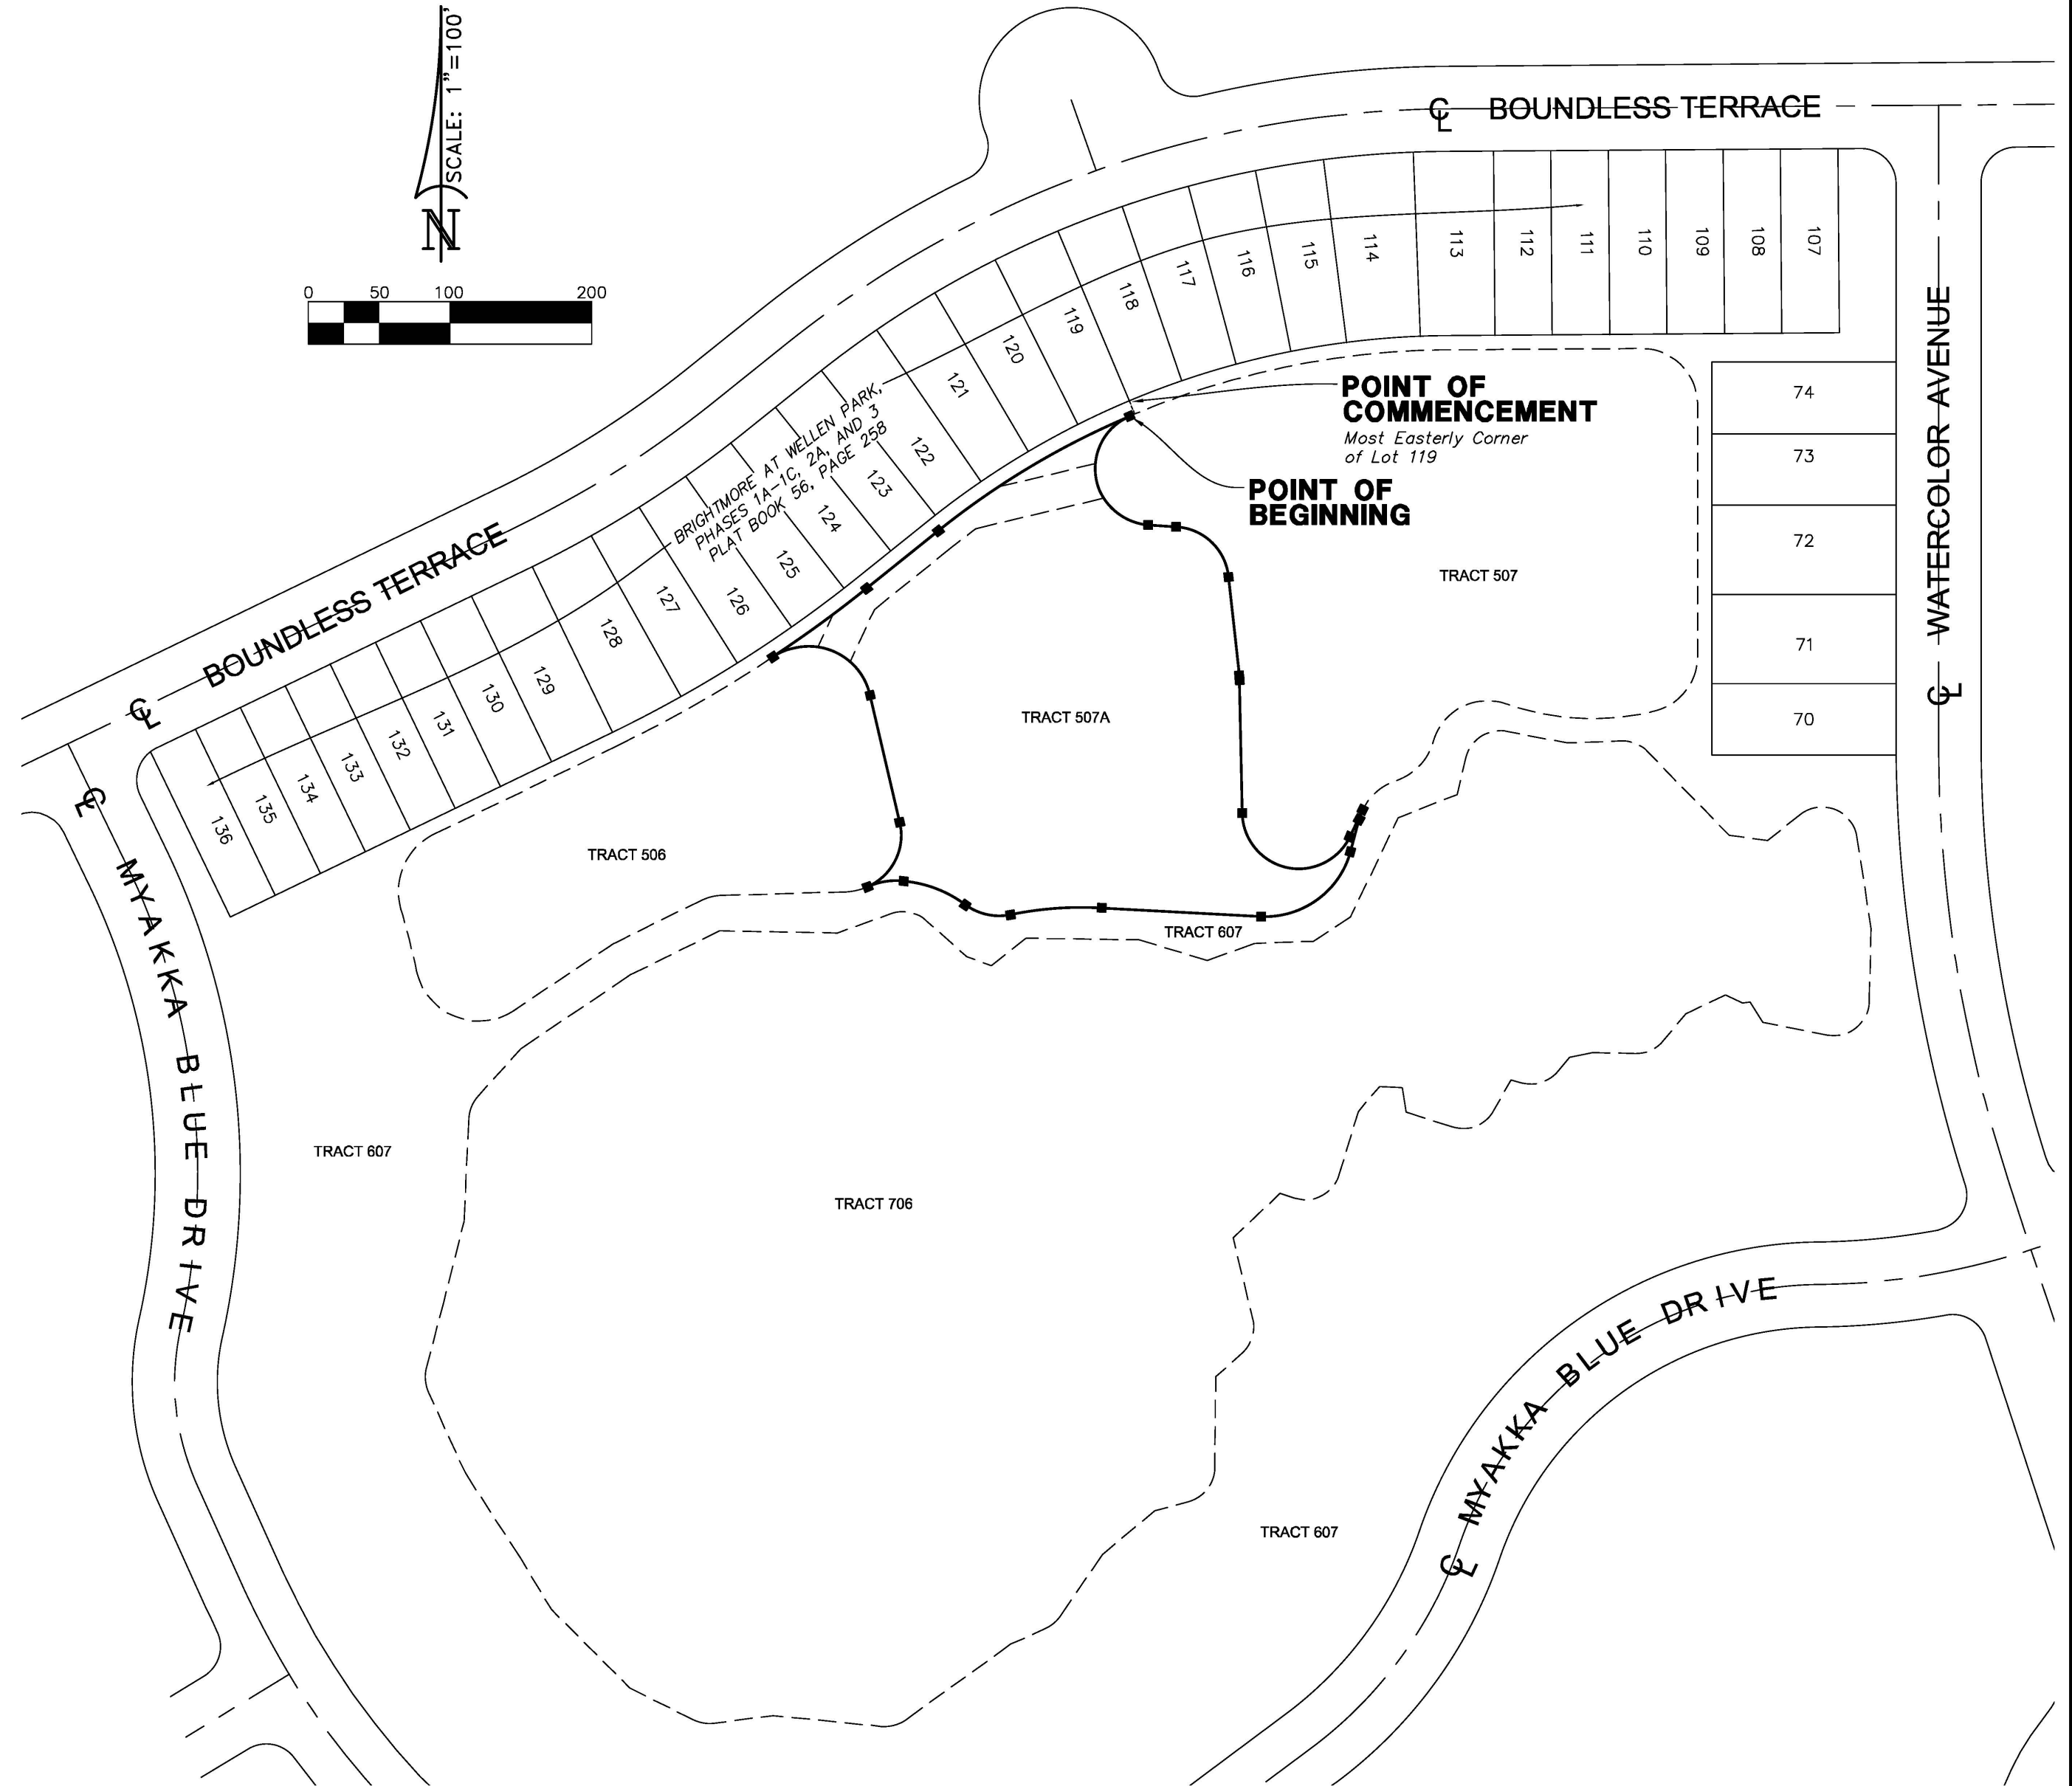 SCALE: 1"=100'
N
0 50 100 200
℄ BOUNDLESS TERRACE
107
108
109
110
111
112
113
114
115
116
117
118
119
120
121
122
123
124
125
126
127
128
129
130
131
132
133
134
135
136
BRIGHTMORE AT WELLEN PARK,
PHASES 1A-1C, 2A, AND 3
PLAT BOOK 56, PAGE 258
POINT OF
COMMENCEMENT
Most Easterly Corner
of Lot 119
POINT OF
BEGINNING
74
73
72
71
70
℄ WATERCOLOR AVENUE
℄ BOUNDLESS TERRACE
TRACT 507
TRACT 507A
TRACT 506
TRACT 607
℄ MYAKKA BLUE DRIVE
TRACT 607
TRACT 706
TRACT 607
℄ MYAKKA BLUE DRIVE